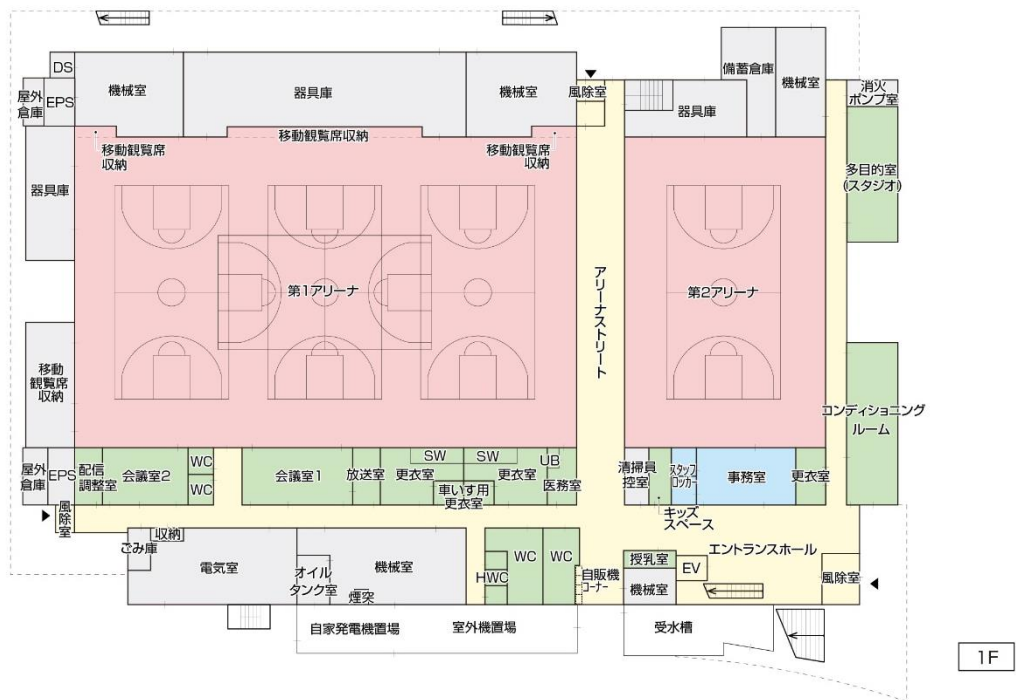 DS
屋外
倉庫
EPS
機械室
器具庫
機械室
風除室
備蓄倉庫
機械室
器具庫
消火
ポンプ室
移動観覧席
収納
移動観覧席収納
移動観覧席
収納
器具庫
多目的室
(スタジオ)
第1アリーナ
アリーナストリート
第2アリーナ
移動
観覧席
収納
コンディショニング
ルーム
屋外
倉庫
EPS
配信
調整室
会議室2
WC
WC
会議室1
放送室
更衣室
SW
SW
車いす用
更衣室
更衣室
UB
医務室
清掃員
控室
スタッフ
ロッカー
事務室
更衣室
キッズ
スペース
風除室
ごみ庫
収納
電気室
オイル
タンク室
機械室
煙突
HWC
WC
WC
自販機
コーナー
授乳室
機械室
EV
エントランスホール
風除室
自家発電機置場
室外機置場
受水槽
1F